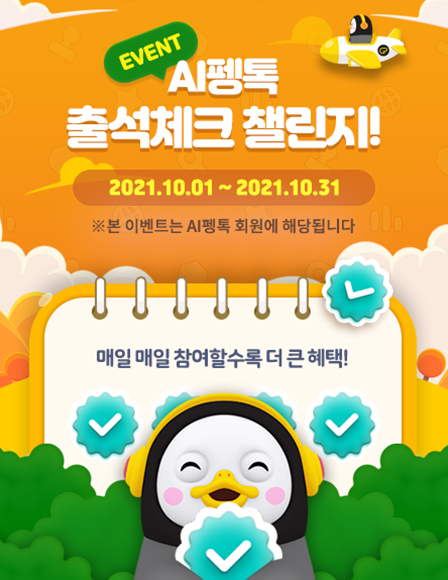 EVENT
AI펭톡
출석체크 챌린지!
2021.10.01 ~ 2021.10.31
※본 이벤트는 AI펭톡 회원에 해당됩니다
매일 매일 참여할수록 더 큰 혜택!